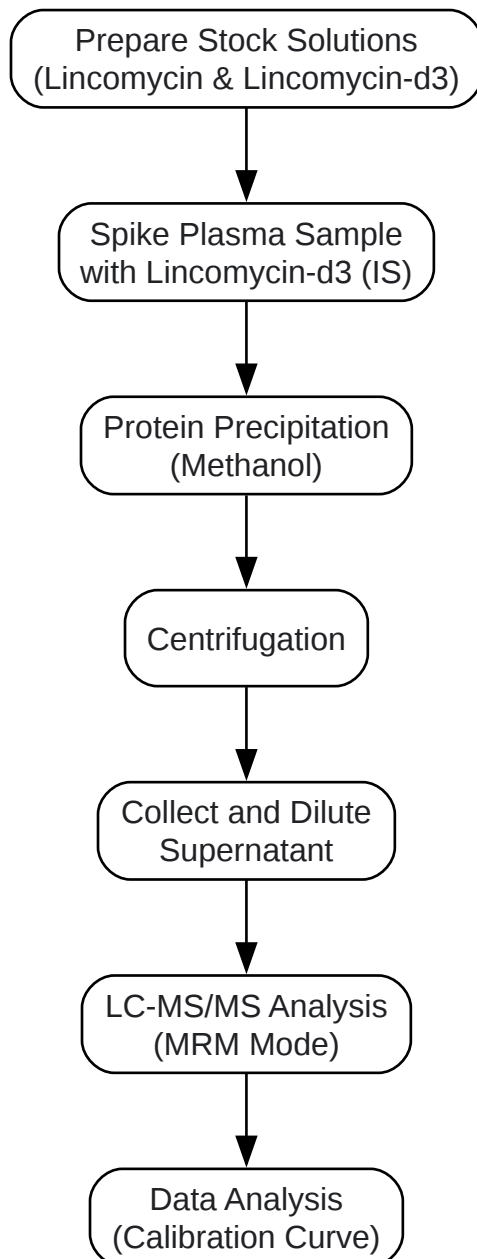 Prepare Stock Solutions
(Lincomycin & Lincomycin-d3)
Spike Plasma Sample
with Lincomycin-d3 (IS)
Protein Precipitation
(Methanol)
Centrifugation
Collect and Dilute
Supernatant
LC-MS/MS Analysis
(MRM Mode)
Data Analysis
(Calibration Curve)